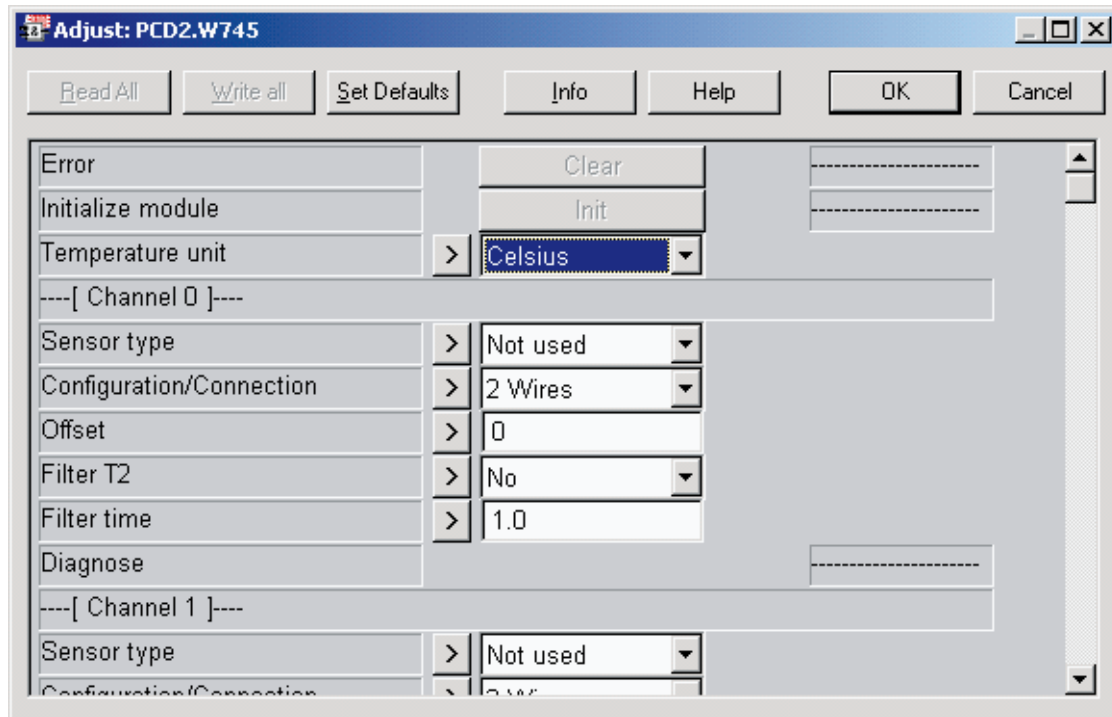 Adjust: PCD2.W745
Read All Write all Set Defaults Info Help OK Cancel
Error Clear ---------------------
Initialize module Init ---------------------
Temperature unit > Celsius
----[ Channel 0 ]----
Sensor type > Not used
Configuration/Connection > 2 Wires
Offset > 0
Filter T2 > No
Filter time > 1.0
Diagnose ---------------------
----[ Channel 1 ]----
Sensor type > Not used
Configuration/Connection >